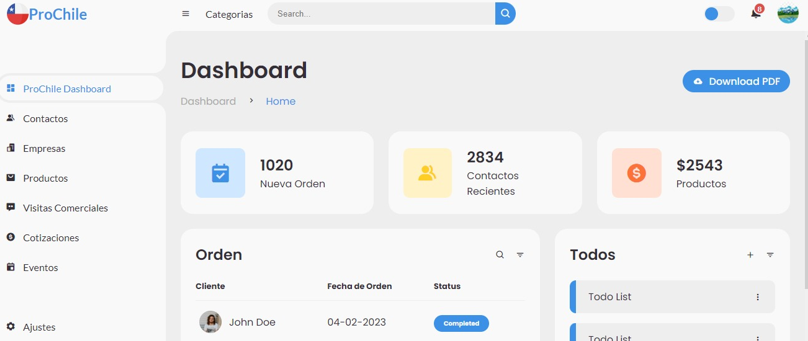 ProChile
Categorias
Search...
8
Dashboard
Dashboard > Home
Download PDF
ProChile Dashboard
Contactos
Empresas
Productos
Visitas Comerciales
Cotizaciones
Eventos
Ajustes
1020
Nueva Orden
2834
Contactos
Recientes
$2543
Productos
Orden
Cliente Fecha de Orden Status
John Doe 04-02-2023 Completed
Todos
Todo List
Todo List